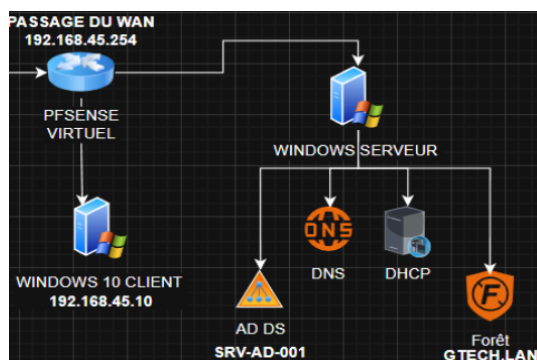 PASSAGE DU WAN
192.168.45.254
PFSENSE
VIRTUEL
WINDOWS SERVEUR
WINDOWS 10 CLIENT
192.168.45.10
DNS
DNS
DHCP
AD DS
SRV-AD-001
F
Forêt
GTECH.LAN